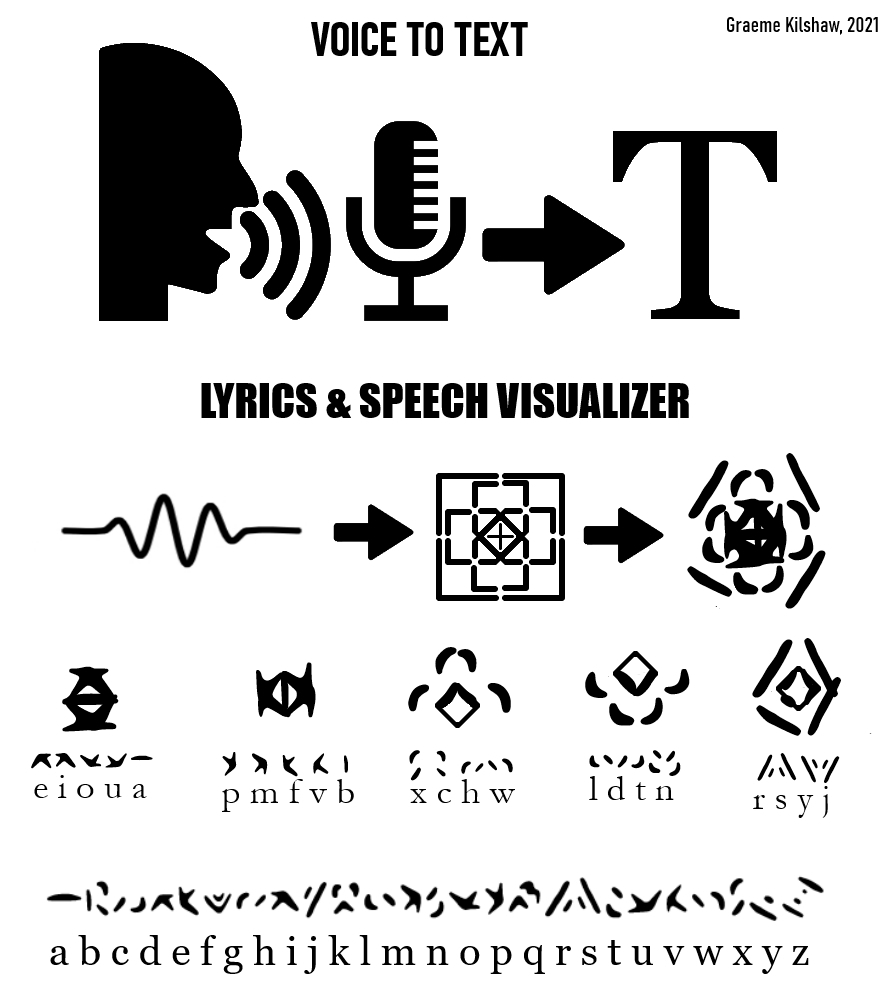 VOICE TO TEXT
Graeme Kilshaw, 2021
T
LYRICS & SPEECH VISUALIZER
e i o u a
p m f v b
x c h w
l d t n
r s y j
a b c d e f g h i j k l m n o p q r s t u v w x y z